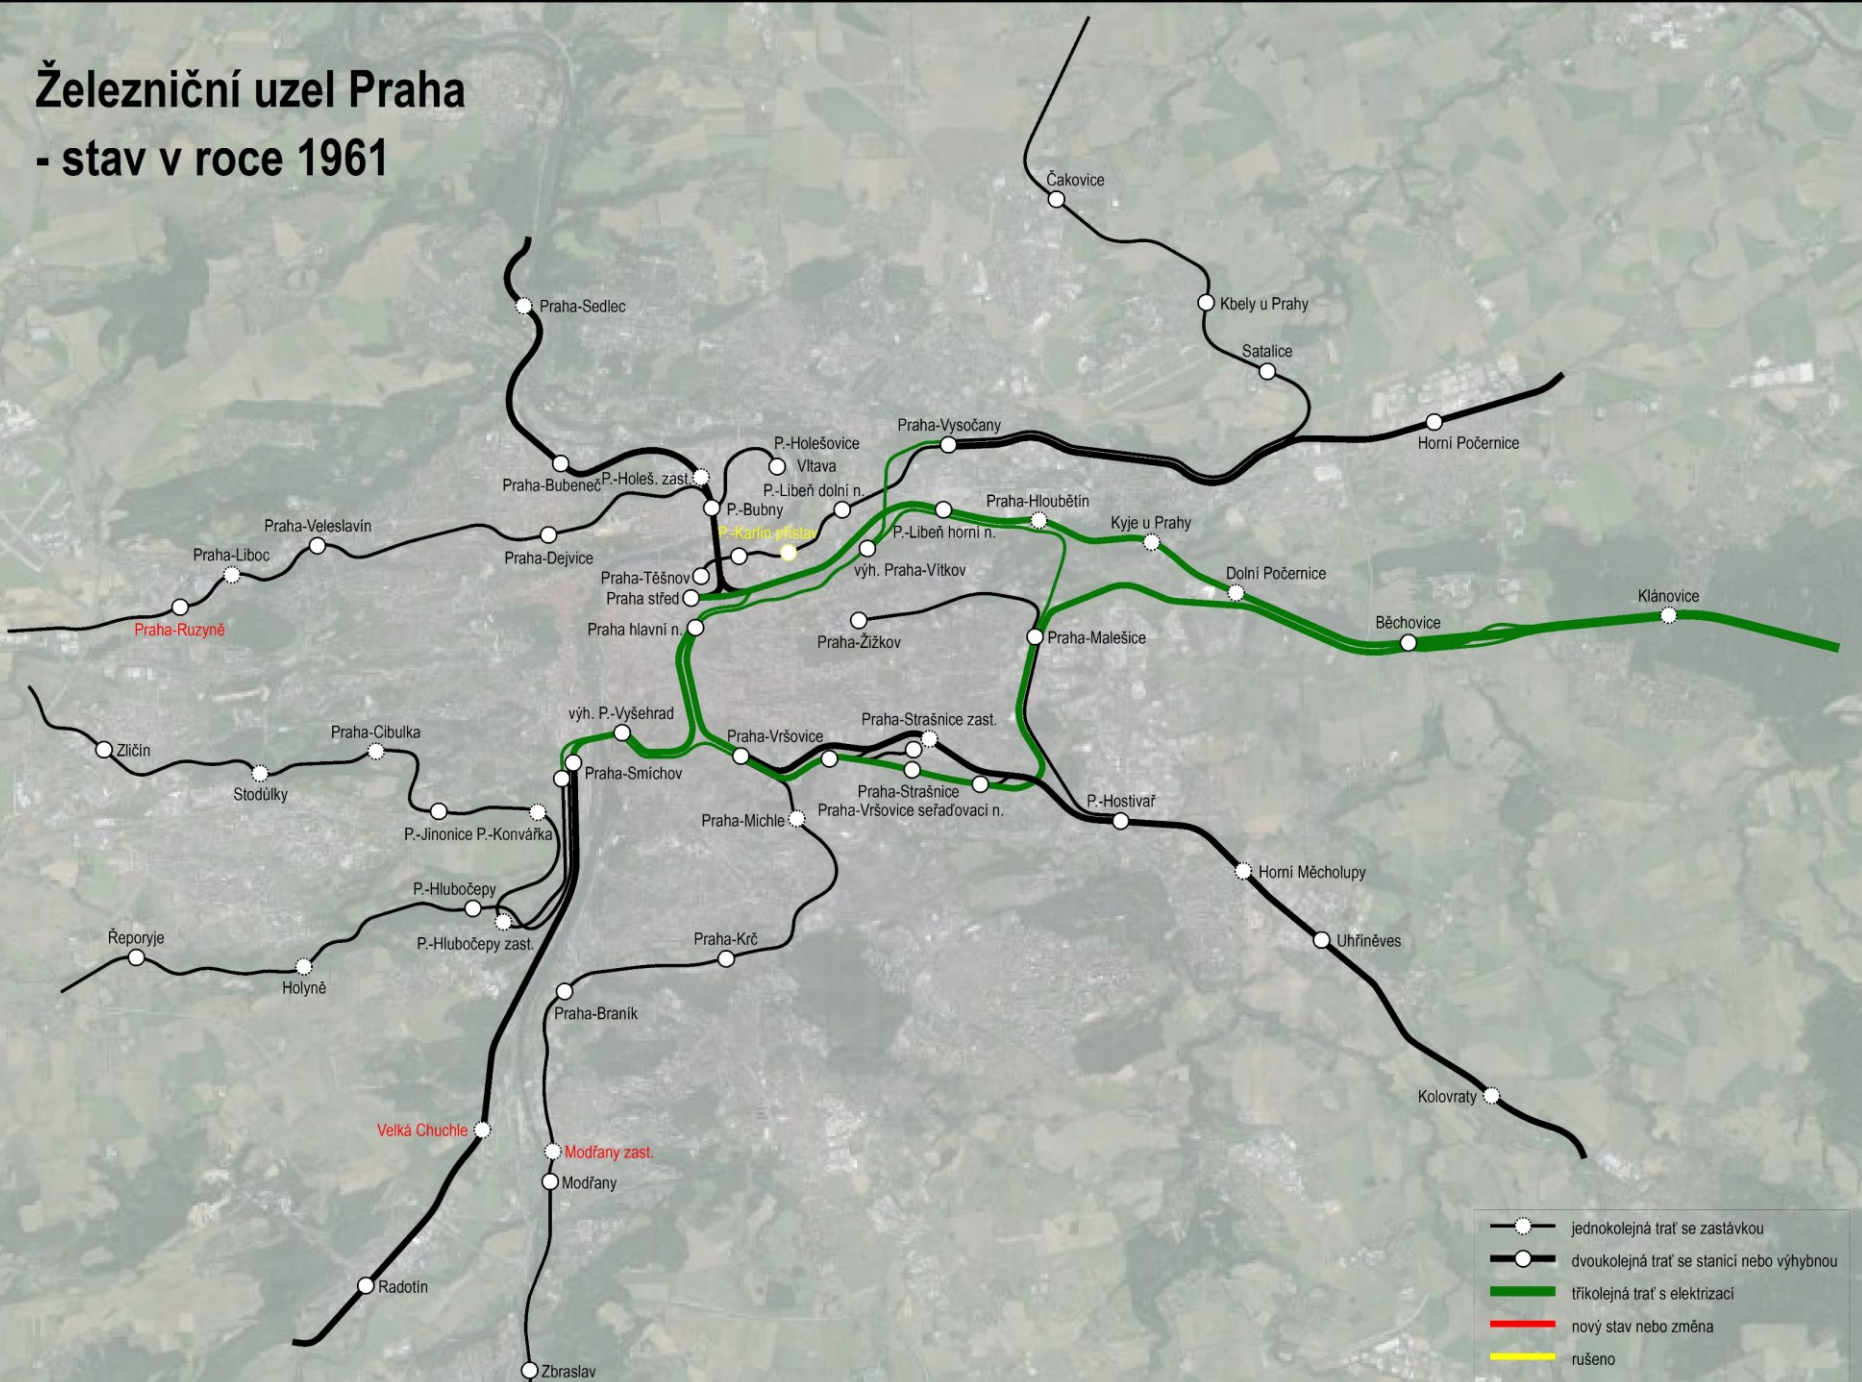 Železniční uzel Praha
- stav v roce 1961
Čakovice
Praha-Sedlec
Kbely u Prahy
Satalice
Praha-Vysočany
Horní Počernice
P.-Holešovice
Vltava
Praha-Bubeneč
P.-Holeš. zast.
P.-Libeň dolní n.
P.-Bubny
Praha-Hloubětín
Praha-Veleslavín
P.-Karlín přístav
P.-Libeň horní n.
Kyje u Prahy
Praha-Liboc
Praha-Dejvice
Praha-Těšnov
výh. Praha-Vítkov
Dolní Počernice
Praha střed
Klánovice
Praha-Ruzyně
Praha hlavní n.
Praha-Žižkov
Praha-Malešice
Běchovice
výh. P.-Vyšehrad
Praha-Strašnice zast.
Praha-Cibulka
Praha-Vršovice
Zličín
Praha-Smíchov
Stodůlky
Praha-Strašnice
Praha-Vršovice seřaďovací n.
P.-Hostivař
P.-Jinonice
P.-Konvářka
Praha-Michle
Horní Měcholupy
P.-Hlubočepy
Řeporyje
P.-Hlubočepy zast.
Praha-Krč
Uhříněves
Holyně
Praha-Braník
Kolovraty
Velká Chuchle
Modřany zast.
Modřany
Radotín
Zbraslav
jednokolejná trať se zastávkou
dvoukolejná trať se stanicí nebo výhybnou
tříkolejná trať s elektrizací
nový stav nebo změna
rušeno